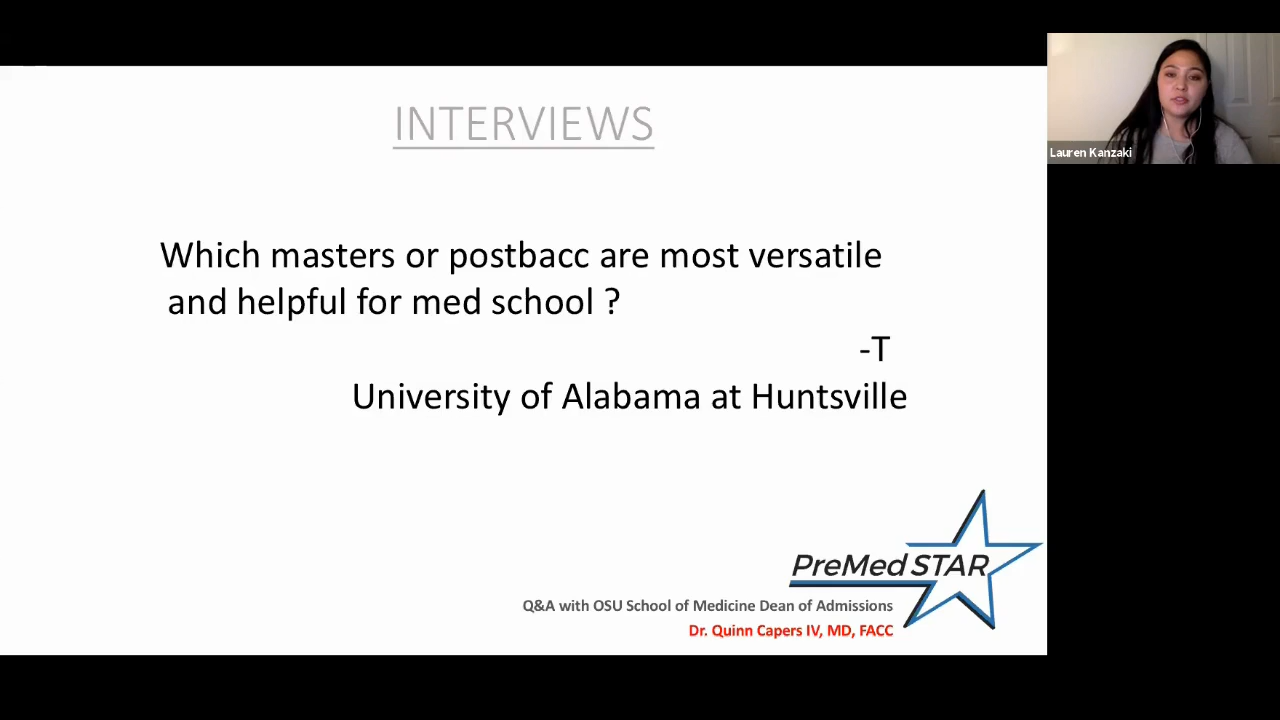 INTERVIEWS
Lauren Kanzaki
Which masters or postbacc are most versatile
and helpful for med school ?
-T
University of Alabama at Huntsville
PreMed STAR
Q&A with OSU School of Medicine Dean of Admissions
Dr. Quinn Capers IV, MD, FACC